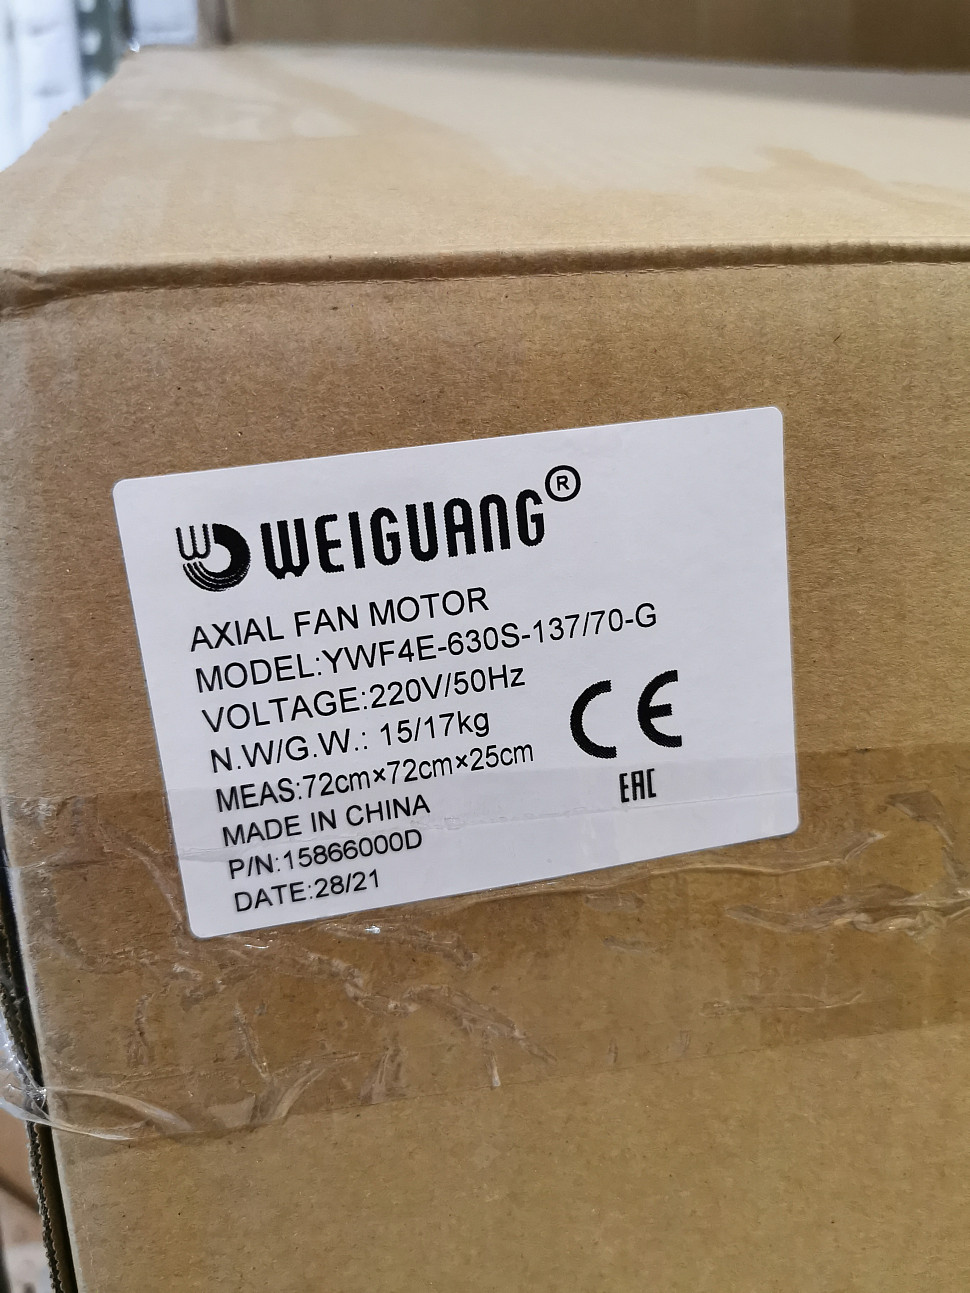 WEIGUANG®
AXIAL FAN MOTOR
MODEL:YWF4E-630S-137/70-G
VOLTAGE:220V/50Hz
N.W/G.W.: 15/17kg
MEAS:72cm×72cm×25cm
MADE IN CHINA
P/N:15866000D
DATE:28/21
CE
EAC